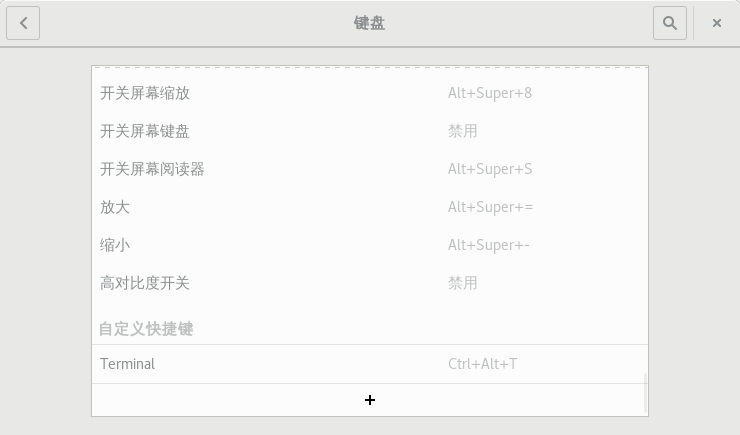 键盘
开关屏幕缩放 Alt+Super+8
开关屏幕键盘 禁用
开关屏幕阅读器 Alt+Super+S
放大 Alt+Super+=
缩小 Alt+Super+-
高对比度开关 禁用
自定义快捷键
Terminal Ctrl+Alt+T
+